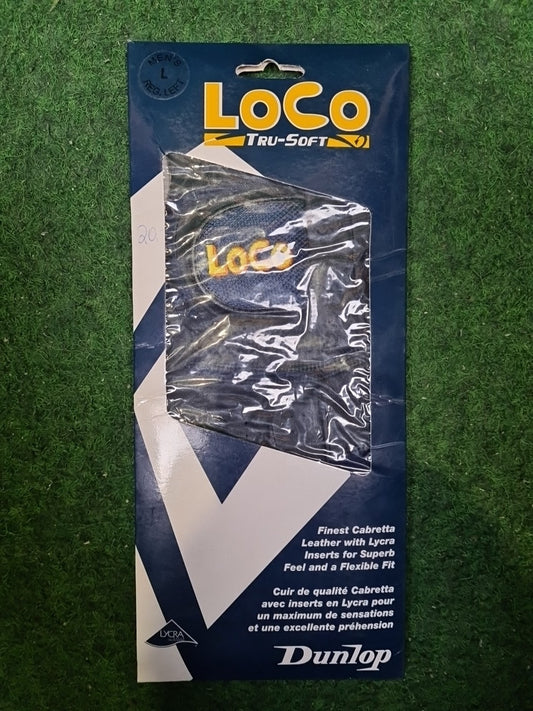 MEN'S
L
REG. LEFT
LOCO
TRU-SOFT
20.
LOCO
Finest Cabretta
Leather with Lycra
Inserts for Superb
Feel and a Flexible Fit
Cuir de qualité Cabretta
avec inserts en Lycra pour
un maximum de sensations
et une excellente préhension
LYCRA
Dunlop